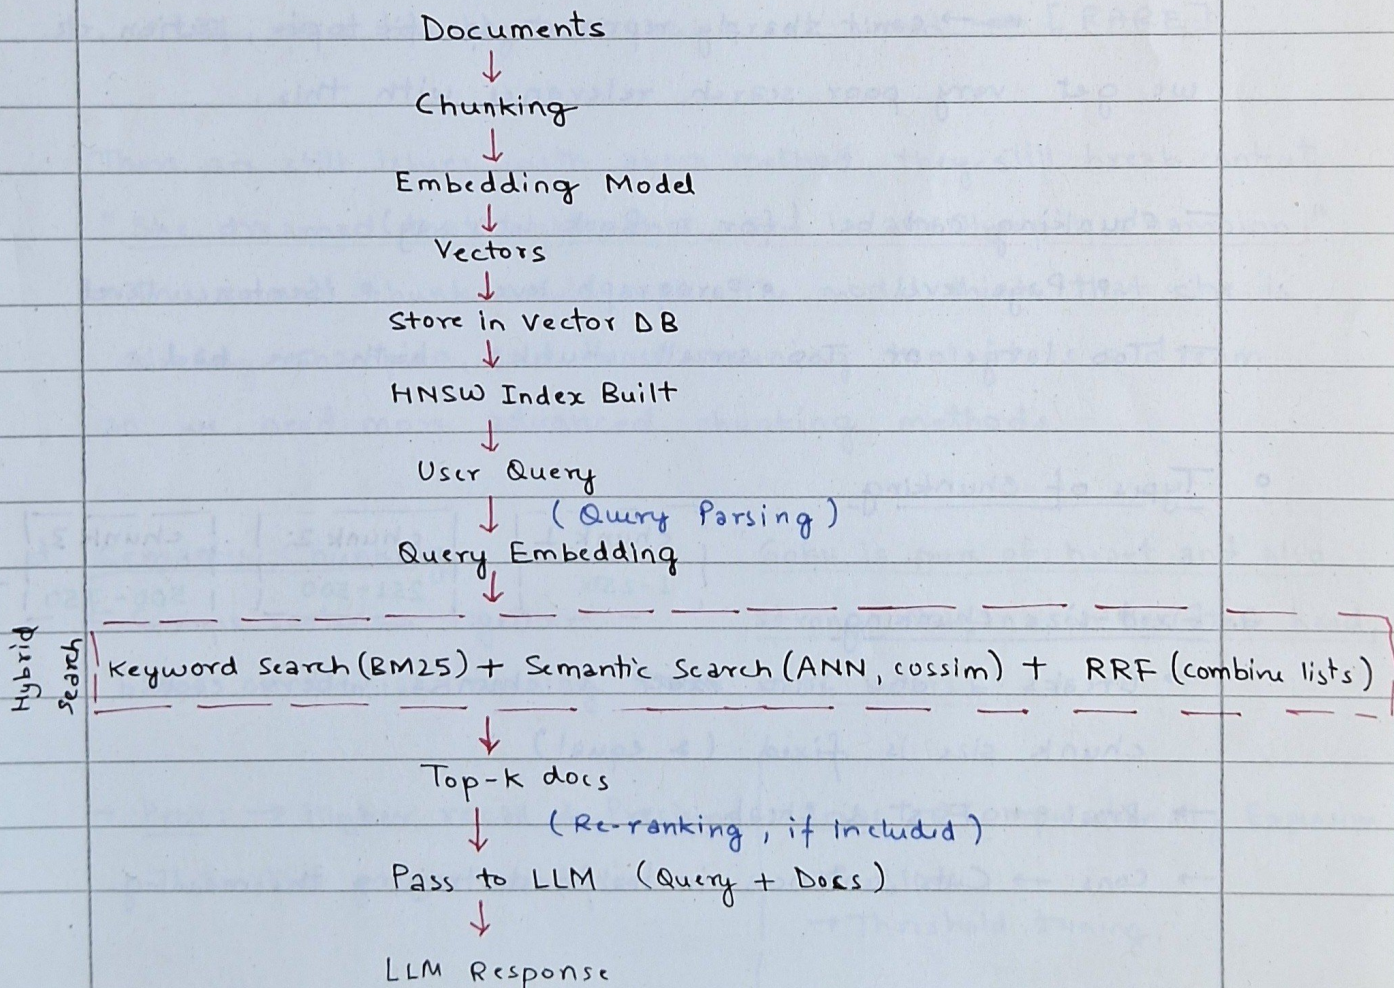 Documents
↓
Chunking
↓
Embedding Model
↓
Vectors
↓
Store in Vector DB
↓
HNSW Index Built
↓
User Query
↓ (Query Parsing)
Query Embedding
↓
Hybrid search
Keyword Search (BM25) + Semantic Search (ANN, cossim) + RRF (combine lists)
↓
Top-k docs
↓ (Re-ranking, if included)
Pass to LLM (Query + Docs)
↓
LLM Response